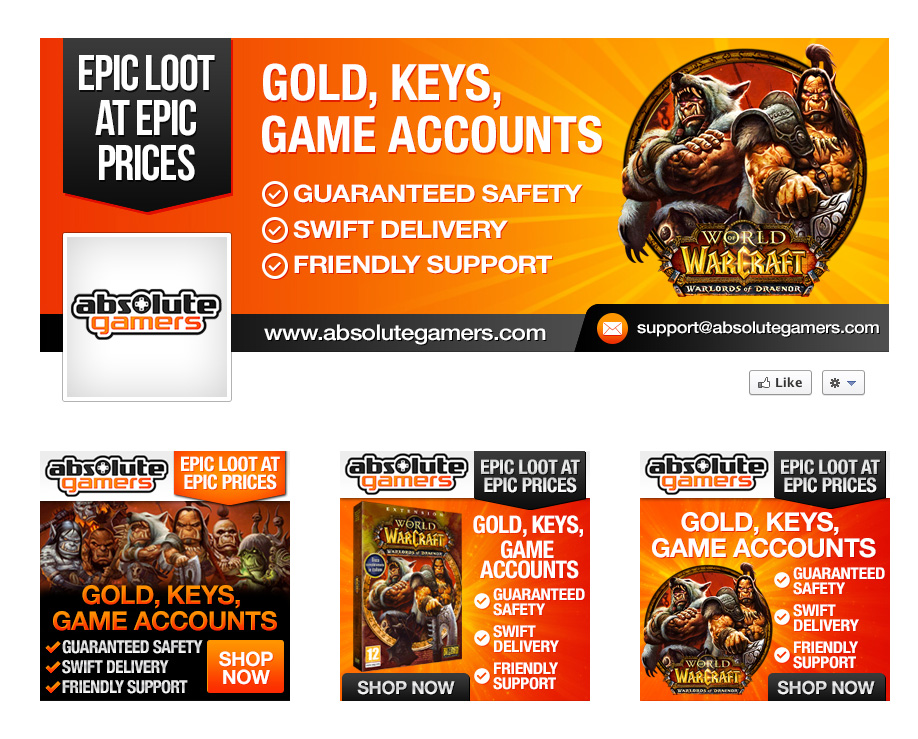 EPIC LOOT
AT EPIC
PRICES
GOLD, KEYS,
GAME ACCOUNTS
GUARANTEED SAFETY
SWIFT DELIVERY
FRIENDLY SUPPORT
WORLD
OF
WARCRAFT
WARLORDS OF DRAENOR
absolute
gamers
www.absolutegamers.com
support@absolutegamers.com
Like
absolute
gamers
EPIC LOOT AT
EPIC PRICES
GOLD, KEYS,
GAME ACCOUNTS
GUARANTEED SAFETY
SWIFT DELIVERY
FRIENDLY SUPPORT
SHOP
NOW
absolute
gamers
EPIC LOOT AT
EPIC PRICES
EXTENSION
WORLD
OF
WARCRAFT
WARLORDS OF DRAENOR
12
GOLD, KEYS,
GAME
ACCOUNTS
GUARANTEED
SAFETY
SWIFT
DELIVERY
FRIENDLY
SUPPORT
SHOP NOW
absolute
gamers
EPIC LOOT AT
EPIC PRICES
GOLD, KEYS,
GAME ACCOUNTS
GUARANTEED
SAFETY
SWIFT
DELIVERY
FRIENDLY
SUPPORT
WORLD
OF
WARCRAFT
WARLORDS OF DRAENOR
SHOP NOW